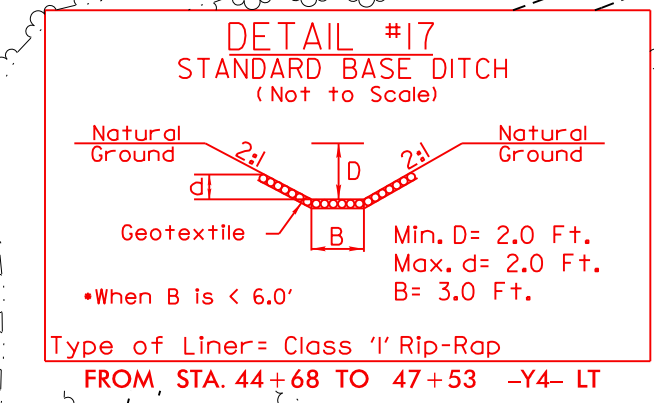 DETAIL #17
STANDARD BASE DITCH
(Not to Scale)
Natural Ground
2:1
D
2:1
Natural Ground
d
Geotextile
B
Min. D= 2.0 Ft.
Max. d= 2.0 Ft.
B= 3.0 Ft.
*When B is < 6.0'
Type of Liner= Class 'I' Rip-Rap
FROM STA. 44+68 TO 47+53 -Y4- LT